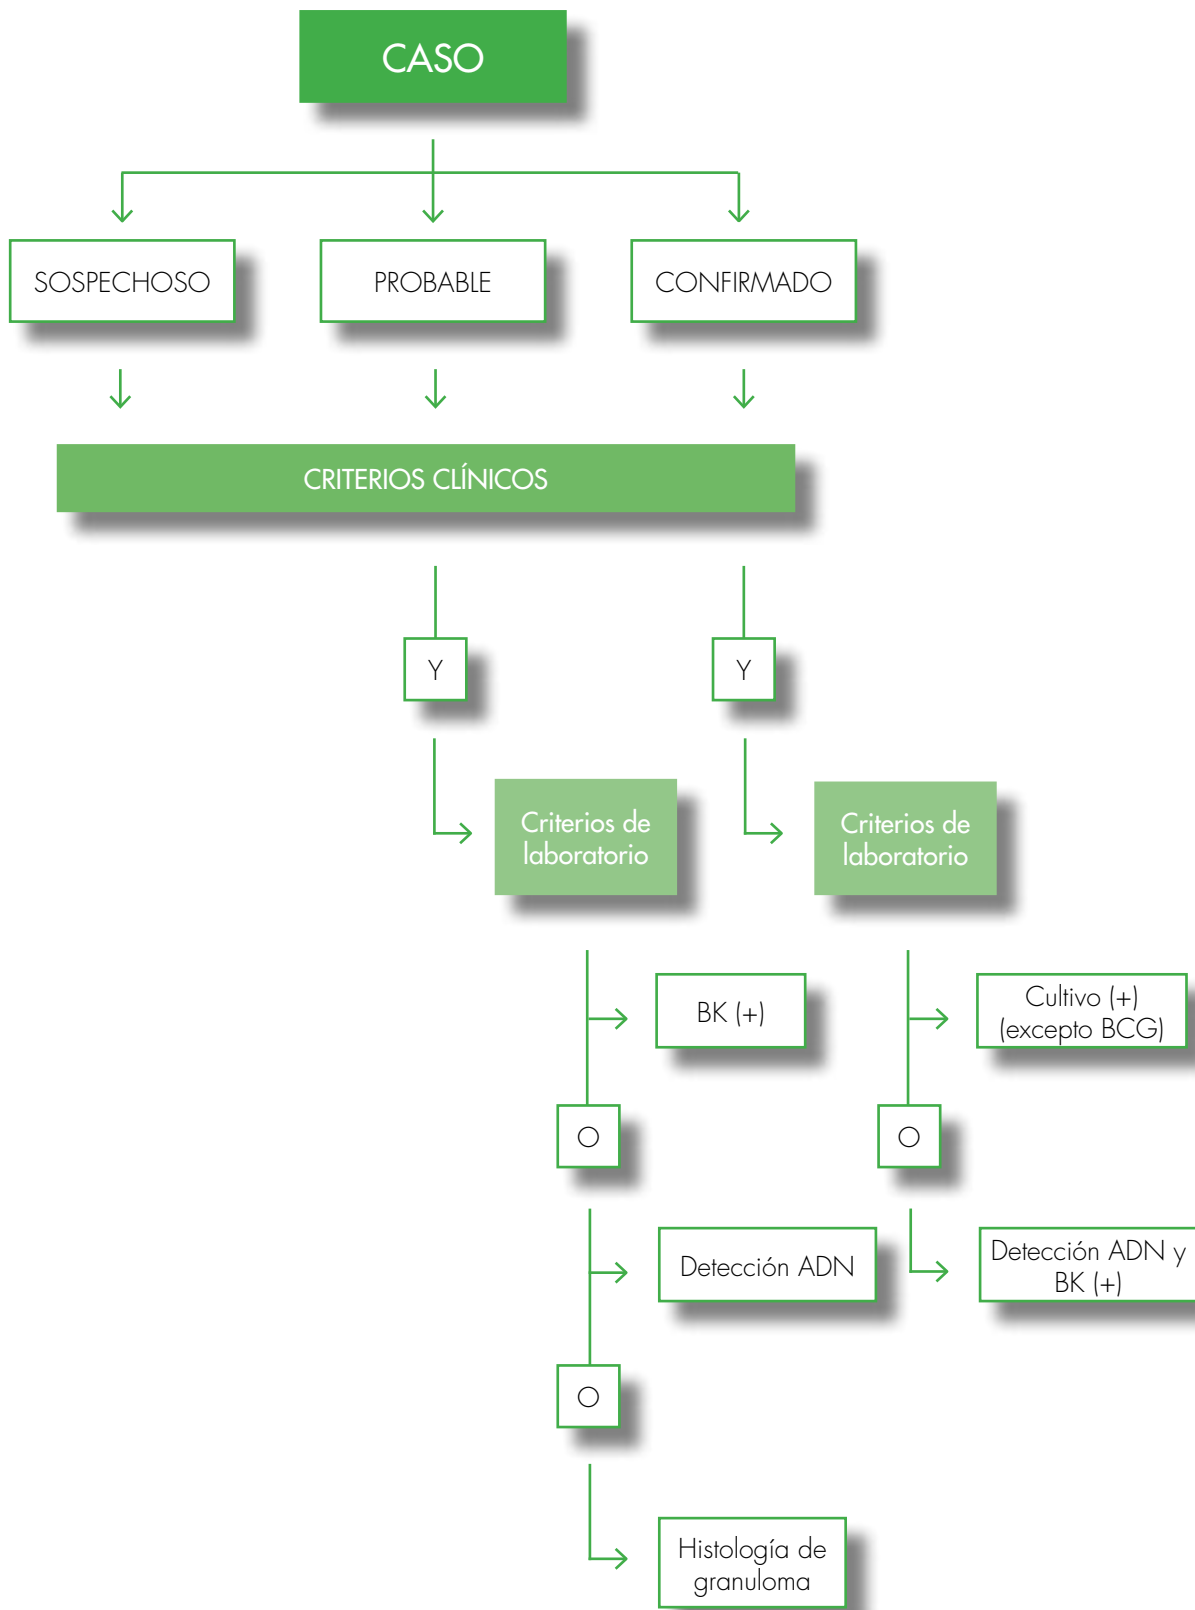 CASO
SOSPECHOSO
PROBABLE
CONFIRMADO
CRITERIOS CLÍNICOS
Y
Y
Criterios de
laboratorio
Criterios de
laboratorio
BK (+)
Cultivo (+)
(excepto BCG)
O
O
Detección ADN
Detección ADN y
BK (+)
O
Histología de
granuloma